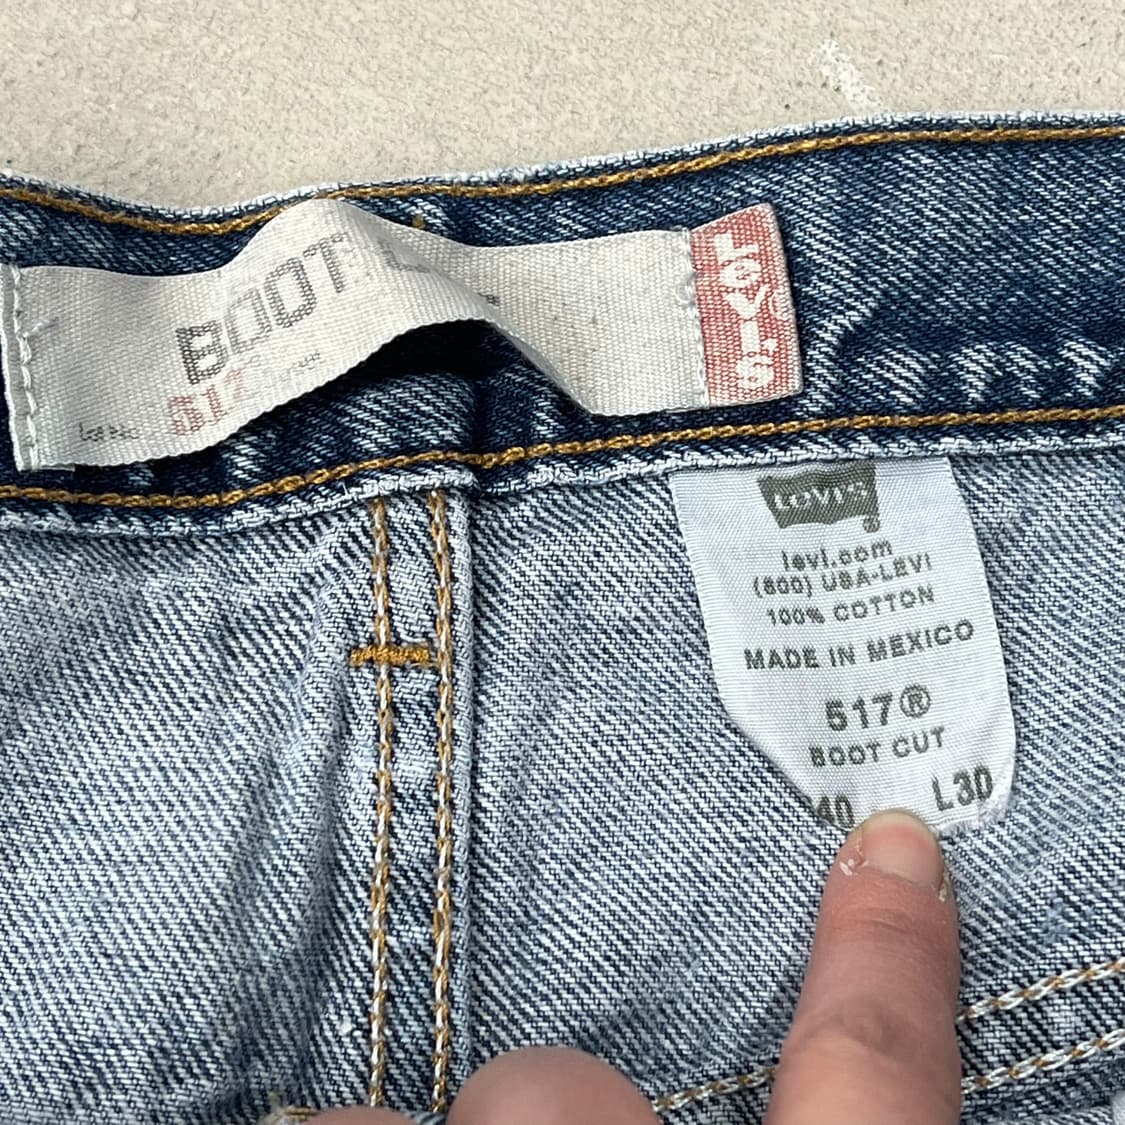 BOOT
517
LEVI'S
Levi's
®
levi.com
(800) USA-LEVI
100% COTTON
MADE IN MEXICO
517®
BOOT CUT
40 L30